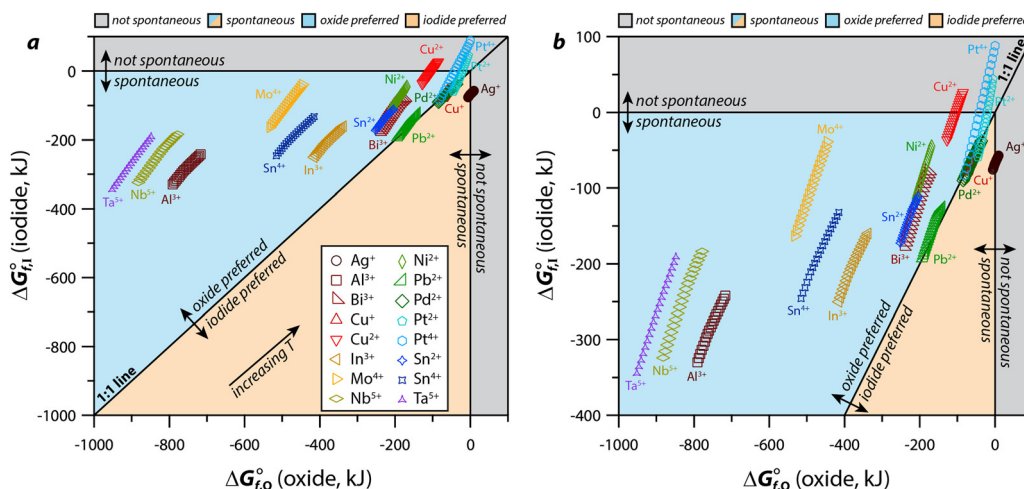 not spontaneous
spontaneous
oxide preferred
iodide preferred
a
not spontaneous
spontaneous
Cu²⁺
Pt⁴⁺
Pt²⁺
Ag⁺
Mo⁴⁺
Ni²⁺
Pd²⁺
Cu⁺
Sn²⁺
Pb²⁺
Bi³⁺
Sn⁴⁺
In³⁺
Ta⁵⁺
Nb⁵⁺
Al³⁺
spontaneous
not spontaneous
oxide preferred
iodide preferred
increasing T
1:1 line
Ag⁺
Al³⁺
Bi³⁺
Cu⁺
Cu²⁺
In³⁺
Mo⁴⁺
Nb⁵⁺
Ni²⁺
Pb²⁺
Pd²⁺
Pt²⁺
Pt⁴⁺
Sn²⁺
Sn⁴⁺
Ta⁵⁺
0
-200
-400
-600
-800
-1000
ΔG°f,I (iodide, kJ)
-1000
-800
-600
-400
-200
0
ΔG°f,O (oxide, kJ)
not spontaneous
spontaneous
oxide preferred
iodide preferred
b
not spontaneous
spontaneous
Pt⁴⁺
1:1 line
Pt²⁺
Cu²⁺
Mo⁴⁺
Ni²⁺
Ag⁺
Cu⁺
Pd²⁺
Sn²⁺
Bi³⁺
Pb²⁺
Sn⁴⁺
In³⁺
Ta⁵⁺
Nb⁵⁺
Al³⁺
spontaneous
not spontaneous
oxide preferred
iodide preferred
100
0
-100
-200
-300
-400
ΔG°f,I (iodide, kJ)
-1000
-800
-600
-400
-200
0
ΔG°f,O (oxide, kJ)